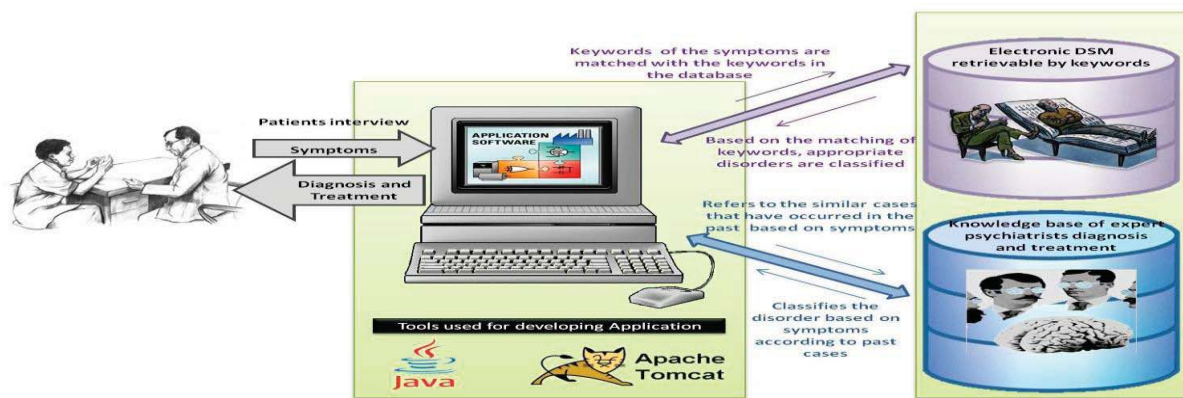 Patients interview
Symptoms
Diagnosis and
Treatment
APPLICATION
SOFTWARE
Tools used for developing Application
Java
Apache
Tomcat
Keywords of the symptoms are
matched with the keywords in
the database
Based on the matching of
keywords, appropriate
disorders are classified
Refers to the similar cases
that have occurred in the
past based on symptoms
Classifies the
disorder based on
symptoms
according to past
cases
Electronic DSM
retrievable by keywords
Knowledge base of expert
psychiatrists diagnosis
and treatment